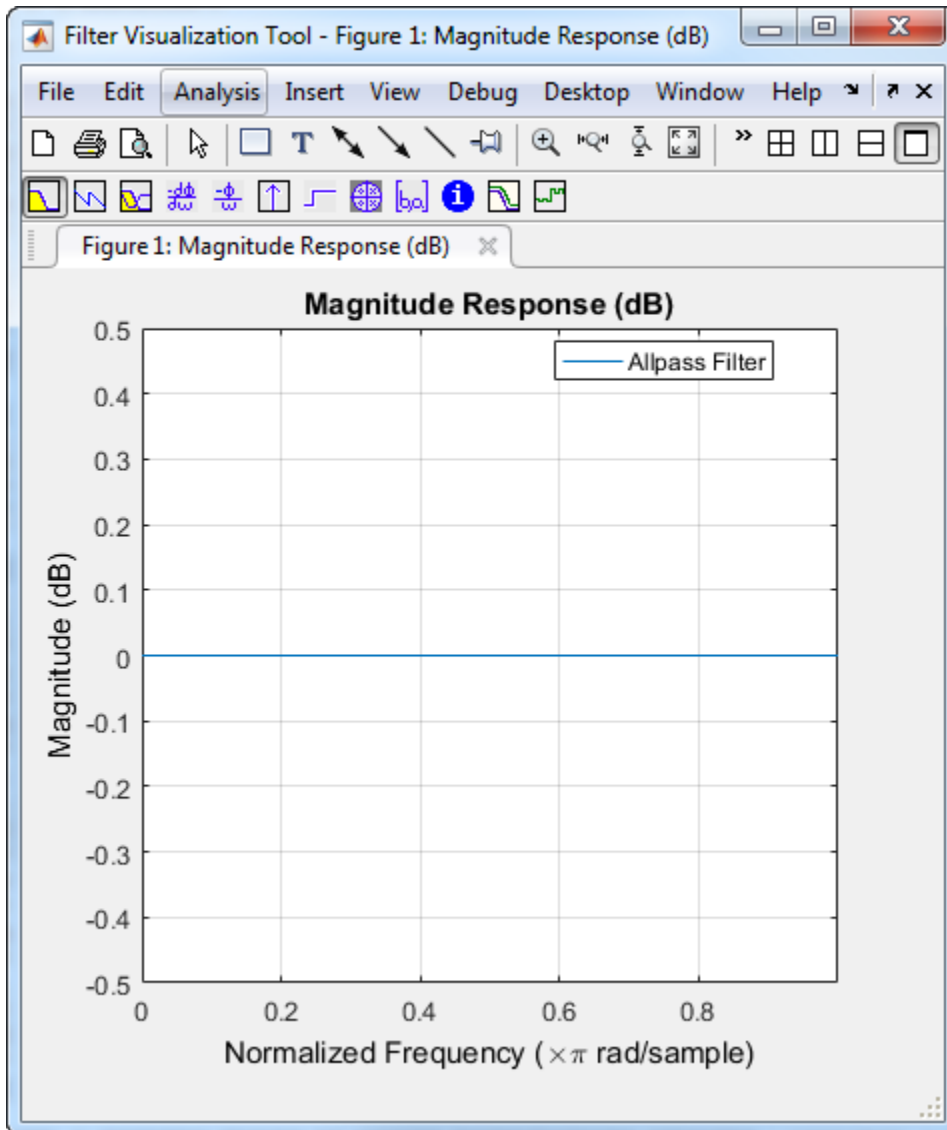 Filter Visualization Tool - Figure 1: Magnitude Response (dB)
File Edit Analysis Insert View Debug Desktop Window Help
Figure 1: Magnitude Response (dB)
Magnitude Response (dB)
Allpass Filter
0.5
0.4
0.3
0.2
0.1
0
-0.1
-0.2
-0.3
-0.4
-0.5
Magnitude (dB)
0 0.2 0.4 0.6 0.8
Normalized Frequency (×π rad/sample)